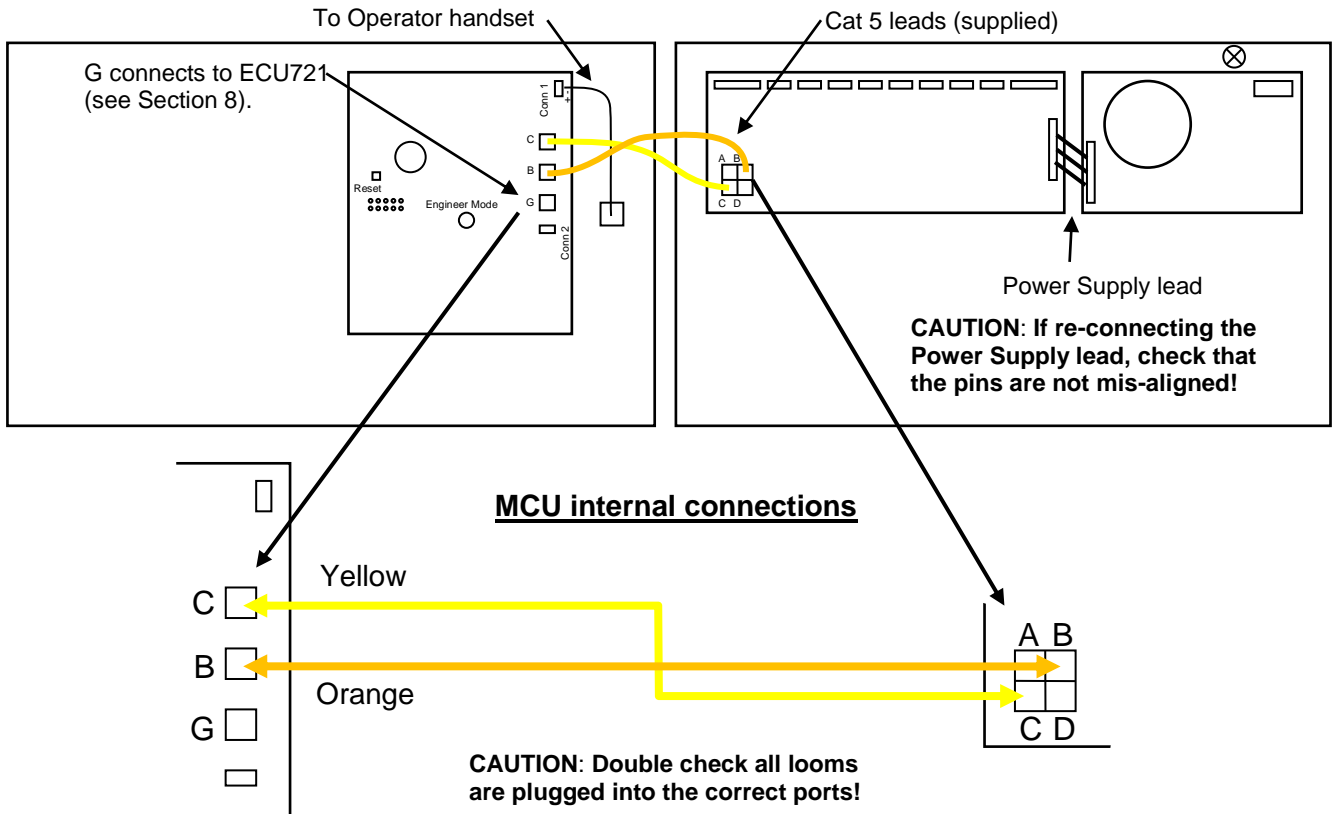 To Operator handset
Cat 5 leads (supplied)
G connects to ECU721
(see Section 8).
Conn 1
+ -
C
B
G
Reset
Engineer Mode
Conn 2
A B
C D
Power Supply lead
CAUTION: If re-connecting the
Power Supply lead, check that
the pins are not mis-aligned!
MCU internal connections
Yellow
C
B
Orange
G
A B
C D
CAUTION: Double check all looms
are plugged into the correct ports!